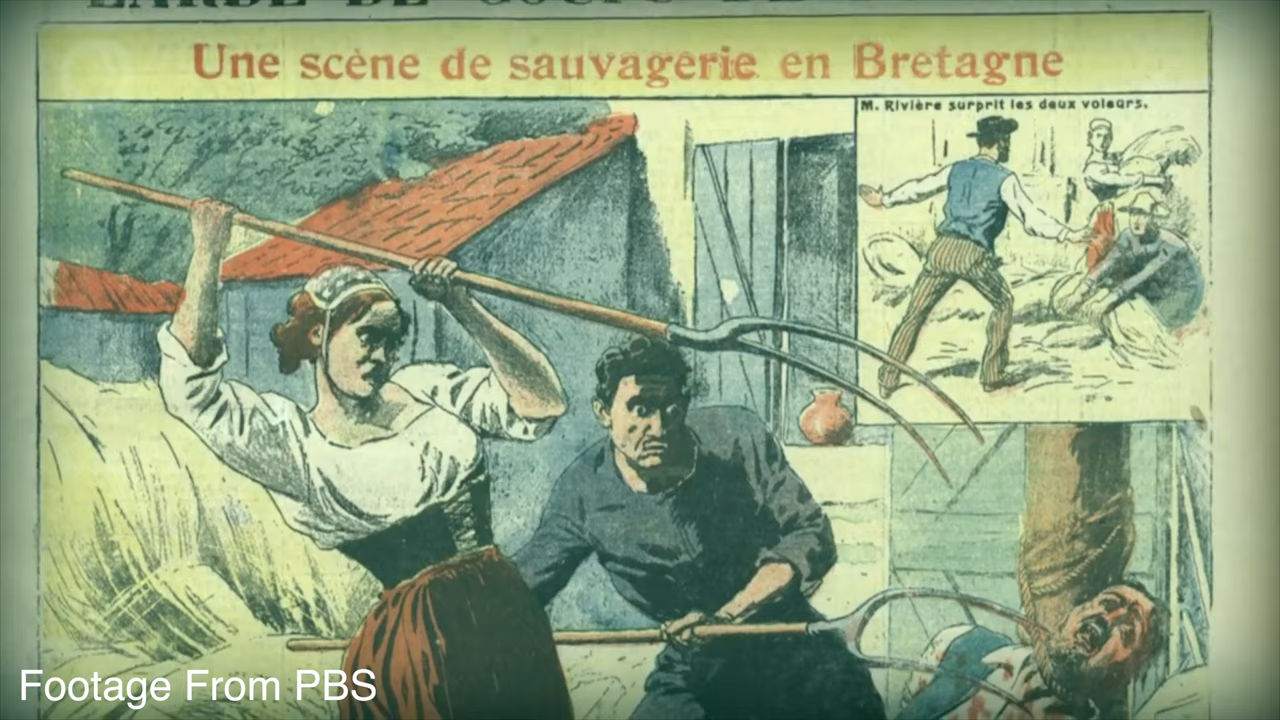 Une scène de sauvagerie en Bretagne
M. Rivière surprit les deux voleurs.
Footage From PBS